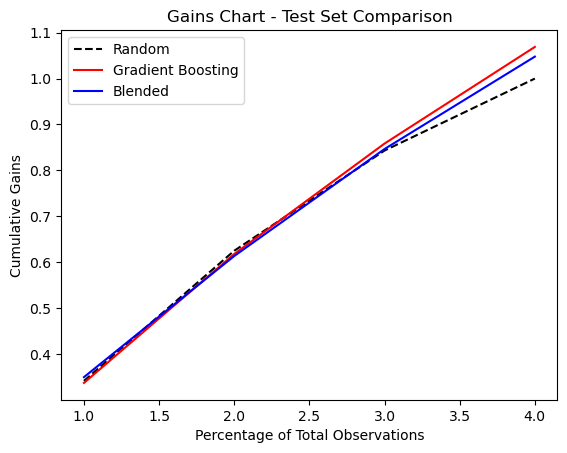 Gains Chart - Test Set Comparison
Random
Gradient Boosting
Blended
Cumulative Gains
1.1
1.0
0.9
0.8
0.7
0.6
0.5
0.4
1.0 1.5 2.0 2.5 3.0 3.5 4.0
Percentage of Total Observations